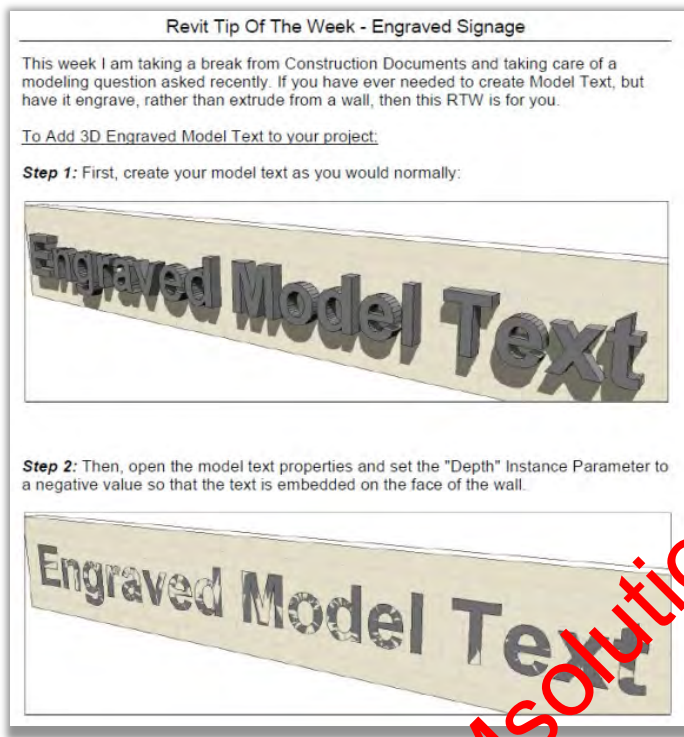 Revit Tip Of The Week - Engraved Signage
This week I am taking a break from Construction Documents and taking care of a
modeling question asked recently. If you have ever needed to create Model Text, but
have it engrave, rather than extrude from a wall, then this RTW is for you.
To Add 3D Engraved Model Text to your project:
Step 1: First, create your model text as you would normally:
Engraved Model Text
Step 2: Then, open the model text properties and set the "Depth" Instance Parameter to
a negative value so that the text is embedded on the face of the wall.
Engraved Model Text